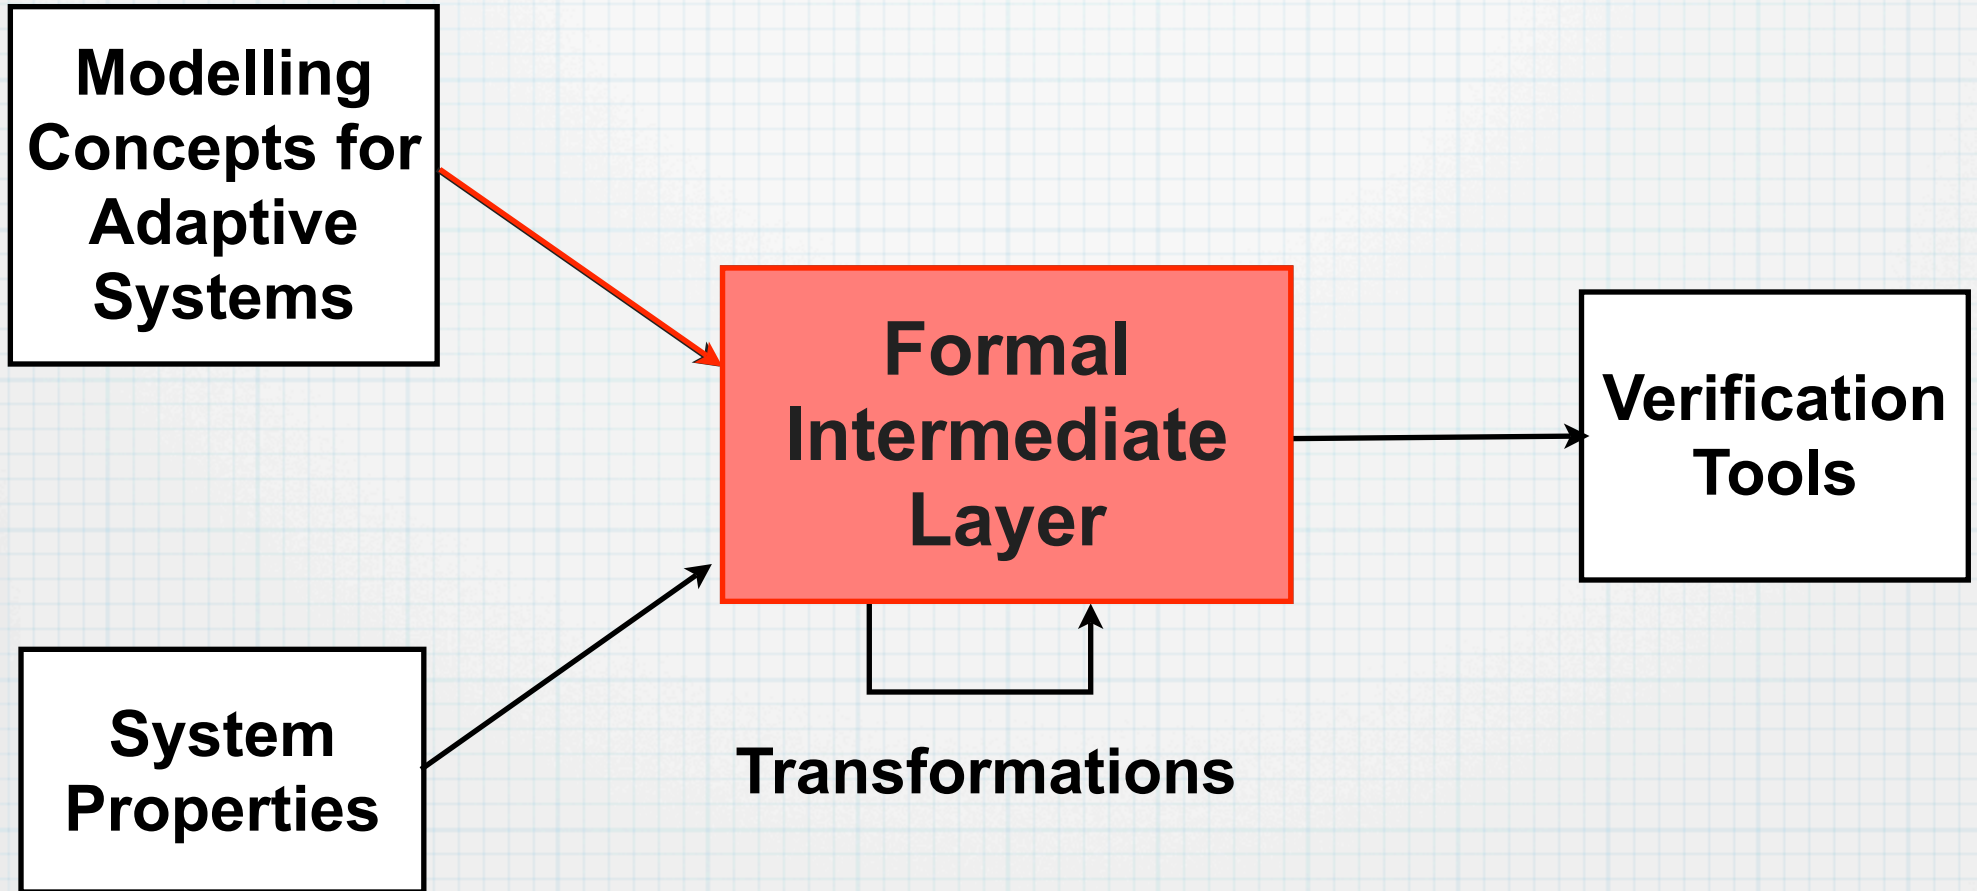 Modelling
Concepts for
Adaptive
Systems
Formal
Intermediate
Layer
Verification
Tools
System
Properties
Transformations